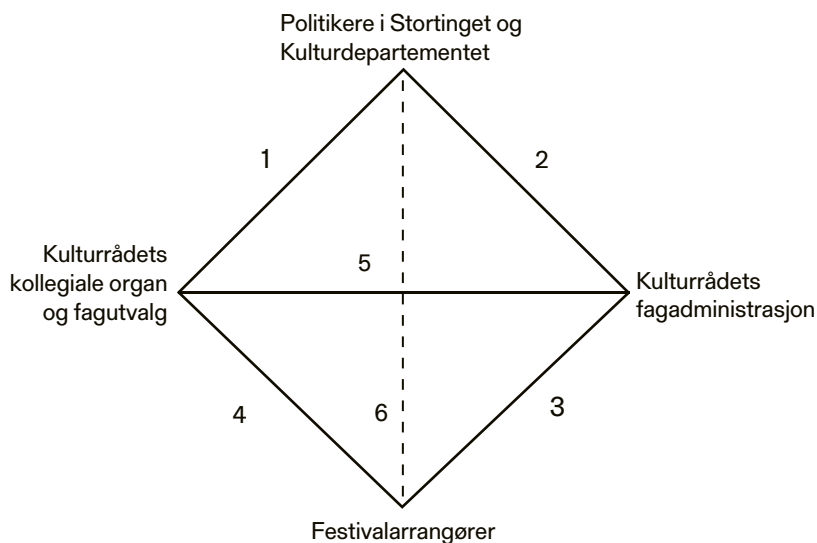 Politikere i Stortinget og
Kulturdepartementet
1
2
Kulturrådets
kollegiale organ
og fagutvalg
5
Kulturrådets
fagadministrasjon
4
6
3
Festivalarrangører